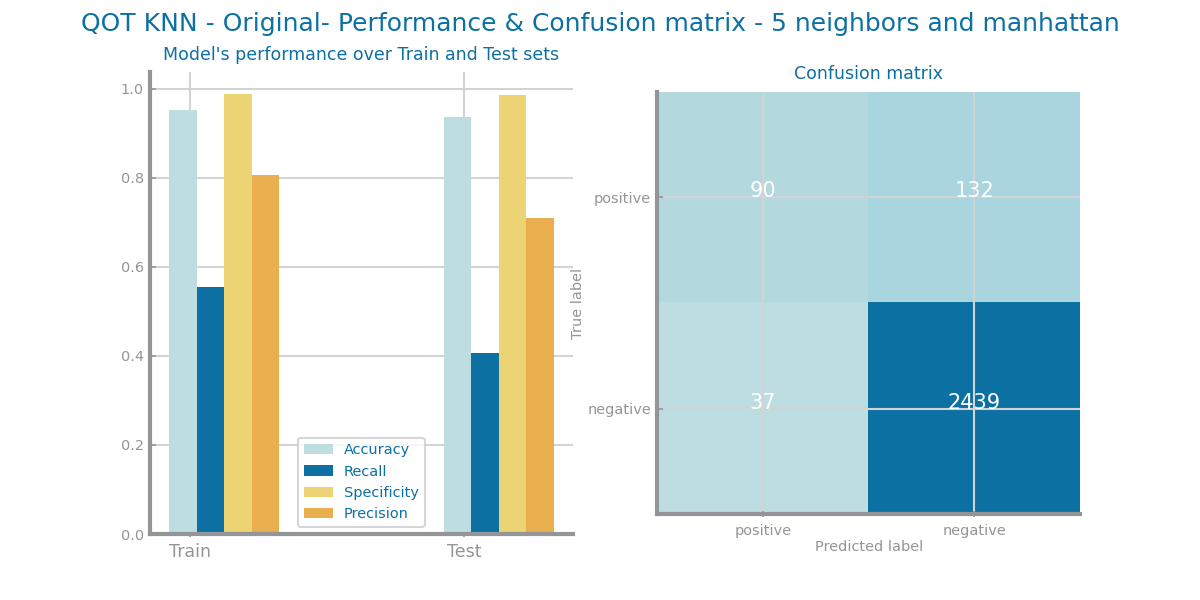 QOT KNN - Original- Performance & Confusion matrix - 5 neighbors and manhattan
Model's performance over Train and Test sets
1.0
0.8
0.6
0.4
0.2
0.0
Train
Test
Accuracy
Recall
Specificity
Precision
Confusion matrix
True label
positive
negative
90
132
37
2439
positive
negative
Predicted label